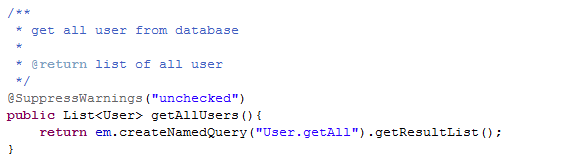 /**
 * get all user from database
 *
 * @return list of all user
 */
@SuppressWarnings("unchecked")
public List<User> getAllUsers(){
    return em.createNamedQuery("User.getAll").getResultList();
}